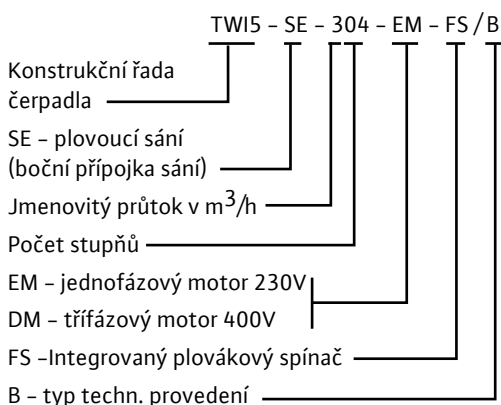 TWI5 – SE – 304 – EM – FS / B
Konstrukční řada
čerpadla
SE – plovoucí sání
(boční přípojka sání)
Jmenovitý průtok v m³/h
Počet stupňů
EM – jednofázový motor 230V
DM – třífázový motor 400V
FS –Integrovaný plovákový spínač
B – typ techn. provedení